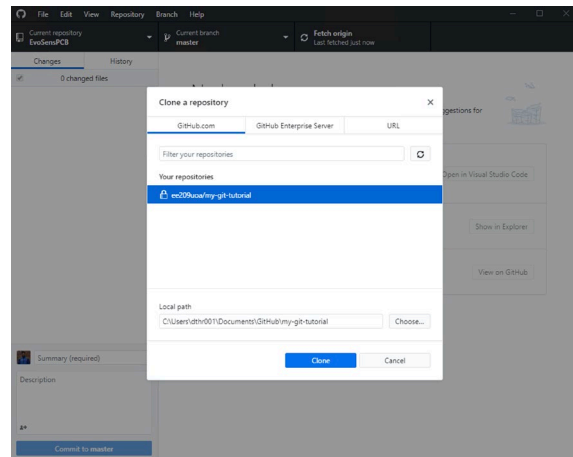 File Edit View Repository Branch Help
Current repository
EvoSensPCB
Current branch
master
Fetch origin
Last fetched just now
Changes History
0 changed files
Clone a repository
GitHub.com GitHub Enterprise Server URL
ggestions for
Filter your repositories
Your repositories
Open in Visual Studio Code
ee209uoa/my-git-tutorial
Show in Explorer
View on GitHub
Local path
C:\Users\dthr001\Documents\GitHub\my-git-tutorial Choose...
Clone Cancel
Summary (required)
Description
Commit to master